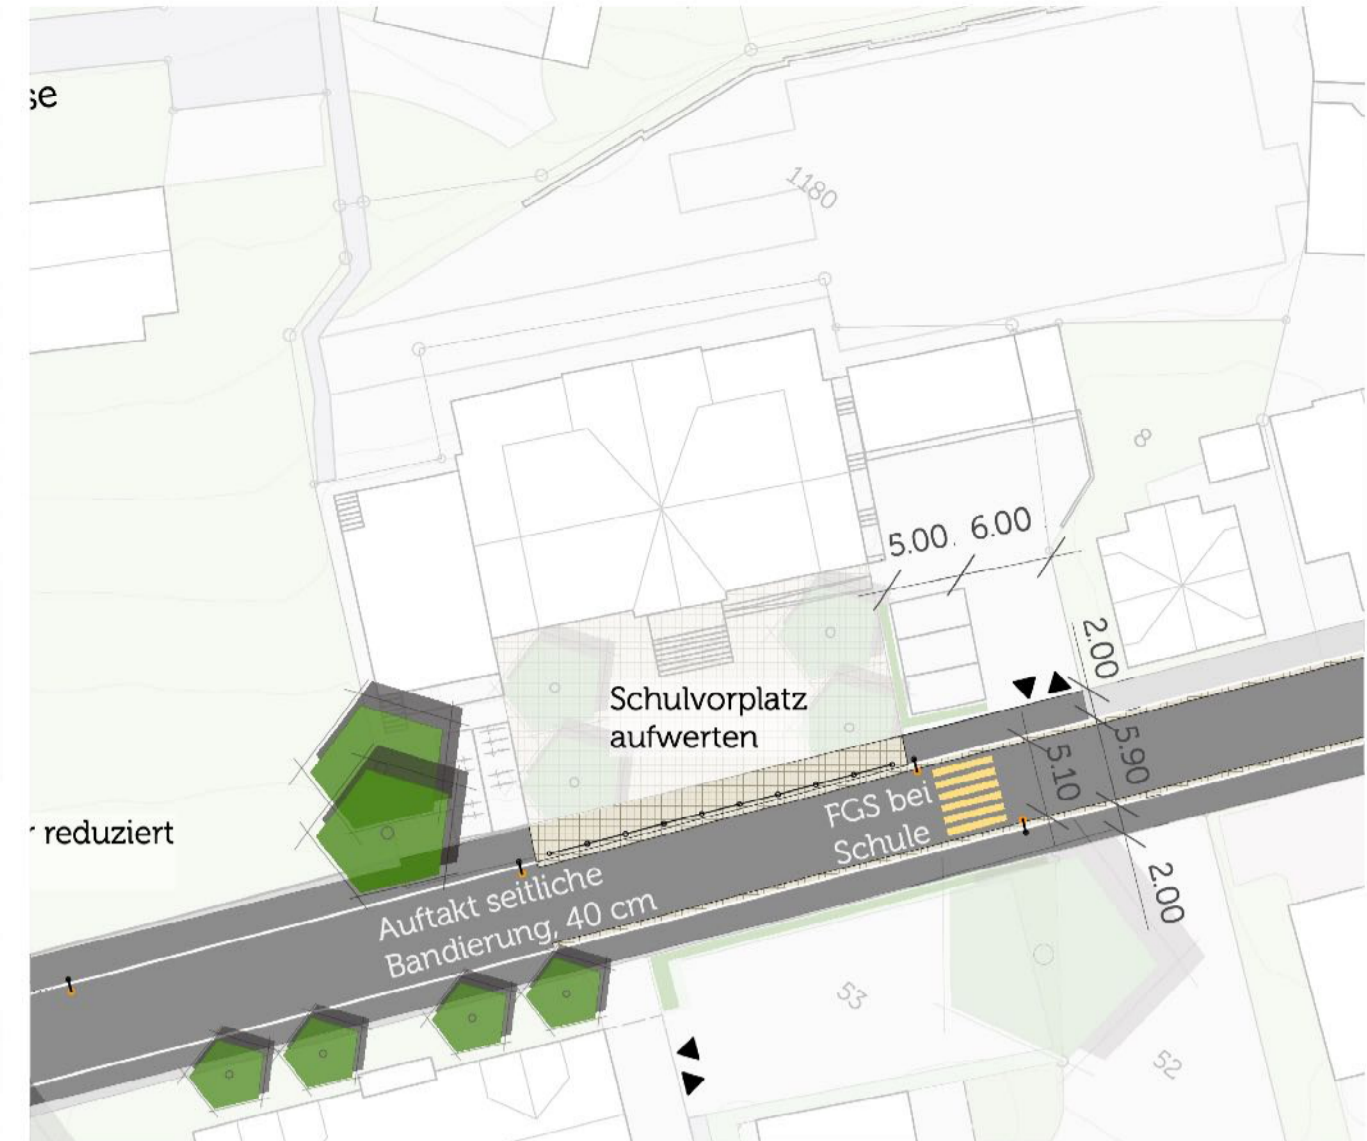 se
1180
8
5.00
6.00
2.00
Schulvorplatz
aufwerten
5.90
5.10
FGS bei
Schule
r reduziert
2.00
Auftakt seitliche
Bandierung, 40 cm
53
52